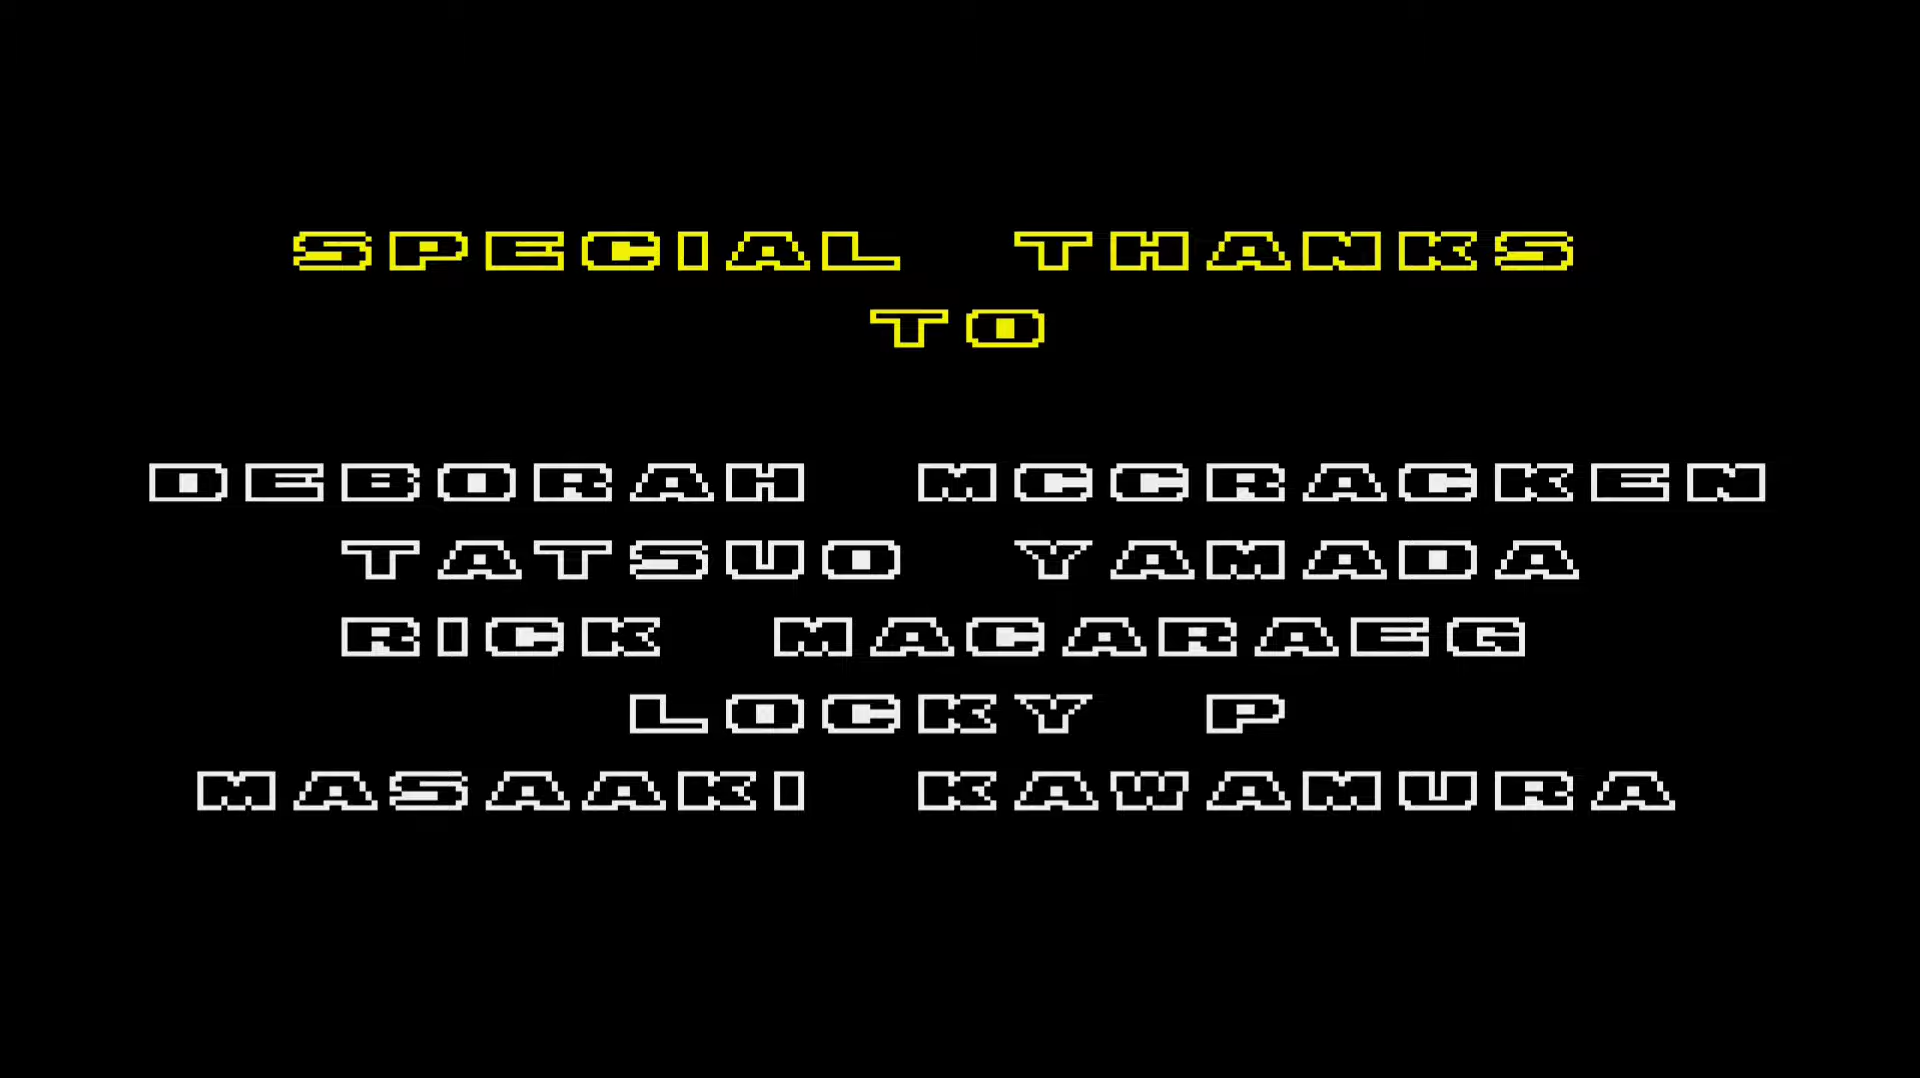 SPECIAL THANKS
TO
DEBORAH MCCRACKEN
TATSUO YAMADA
RICK MACARAEG
LOCKY P
MASAAKI KAWAMURA